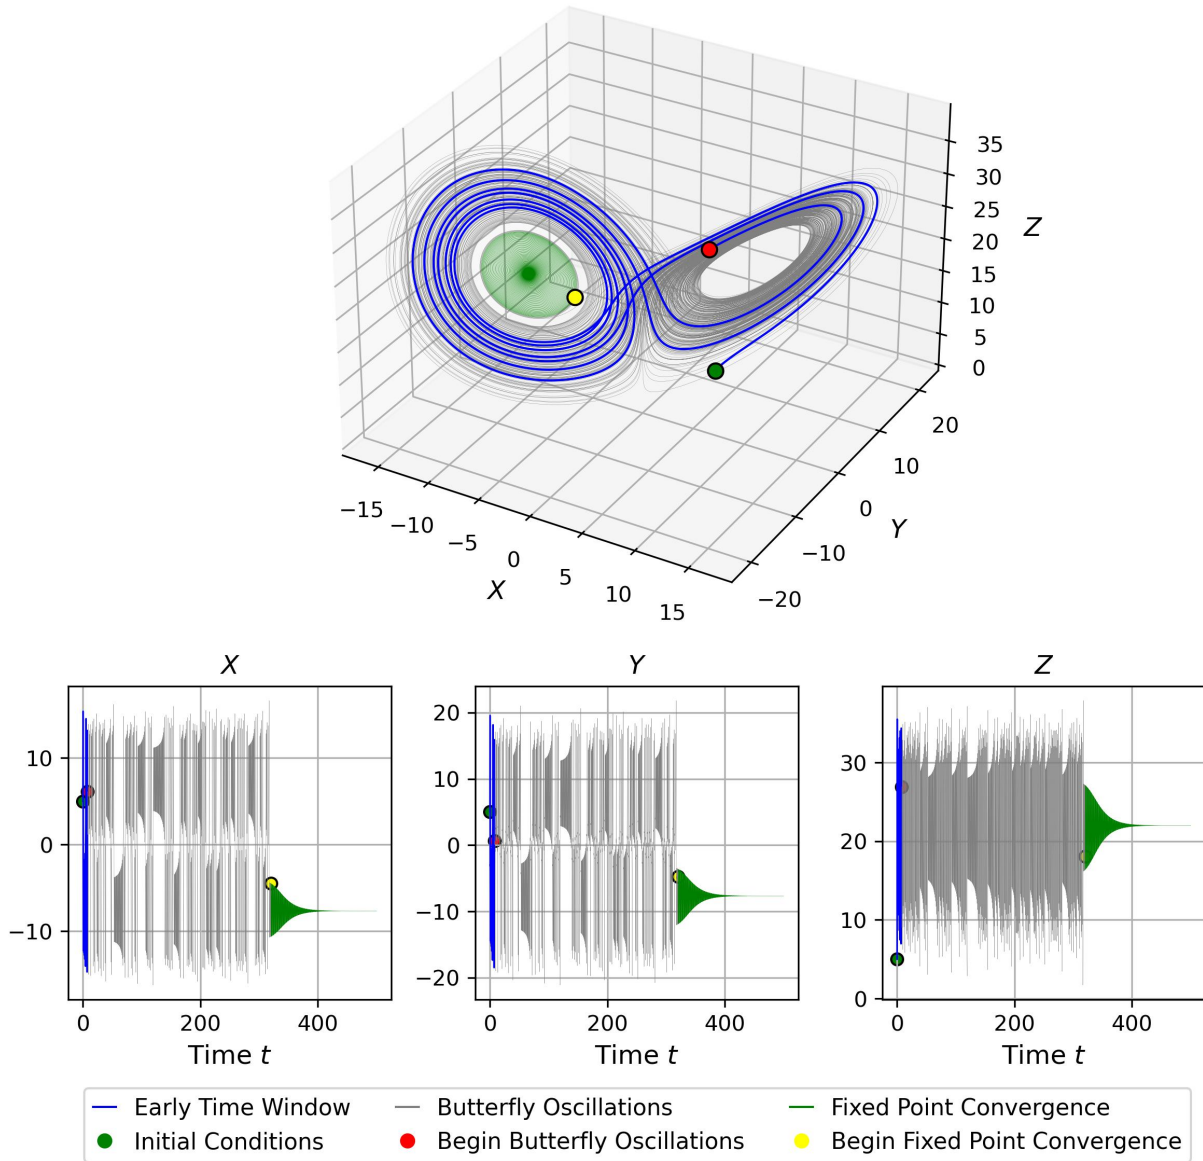 35
30
25
20
15
10
5
0
Z
20
10
0
−10
−20
Y
−15
−10
−5
0
5
10
15
X
X
Y
Z
10
0
−10
20
10
0
−10
−20
30
20
10
0
0 200 400
0 200 400
0 200 400
Time t
Time t
Time t
Early Time Window
Butterfly Oscillations
Fixed Point Convergence
Initial Conditions
Begin Butterfly Oscillations
Begin Fixed Point Convergence